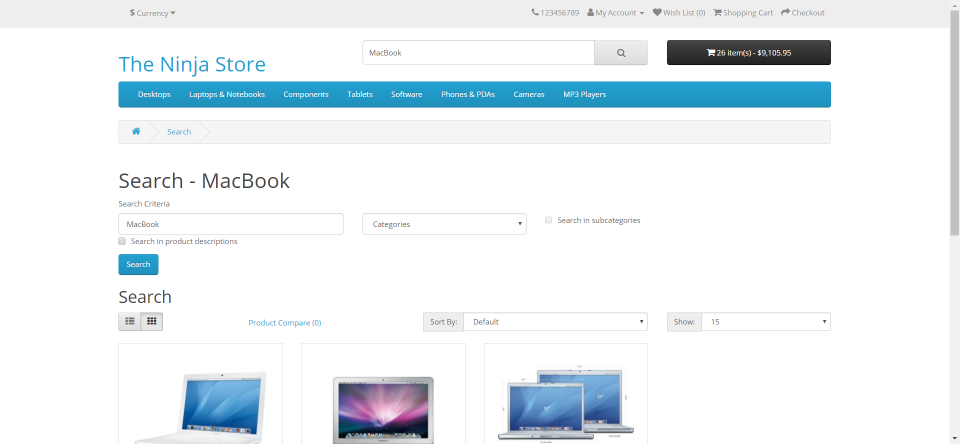 $ Currency
123456789 My Account Wish List (0) Shopping Cart Checkout
The Ninja Store
MacBook
26 item(s) - $9,105.95
Desktops Laptops & Notebooks Components Tablets Software Phones & PDAs Cameras MP3 Players
Search
Search - MacBook
Search Criteria
MacBook
Categories
Search in subcategories
Search in product descriptions
Search
Search
Product Compare (0)
Sort By: Default
Show: 15